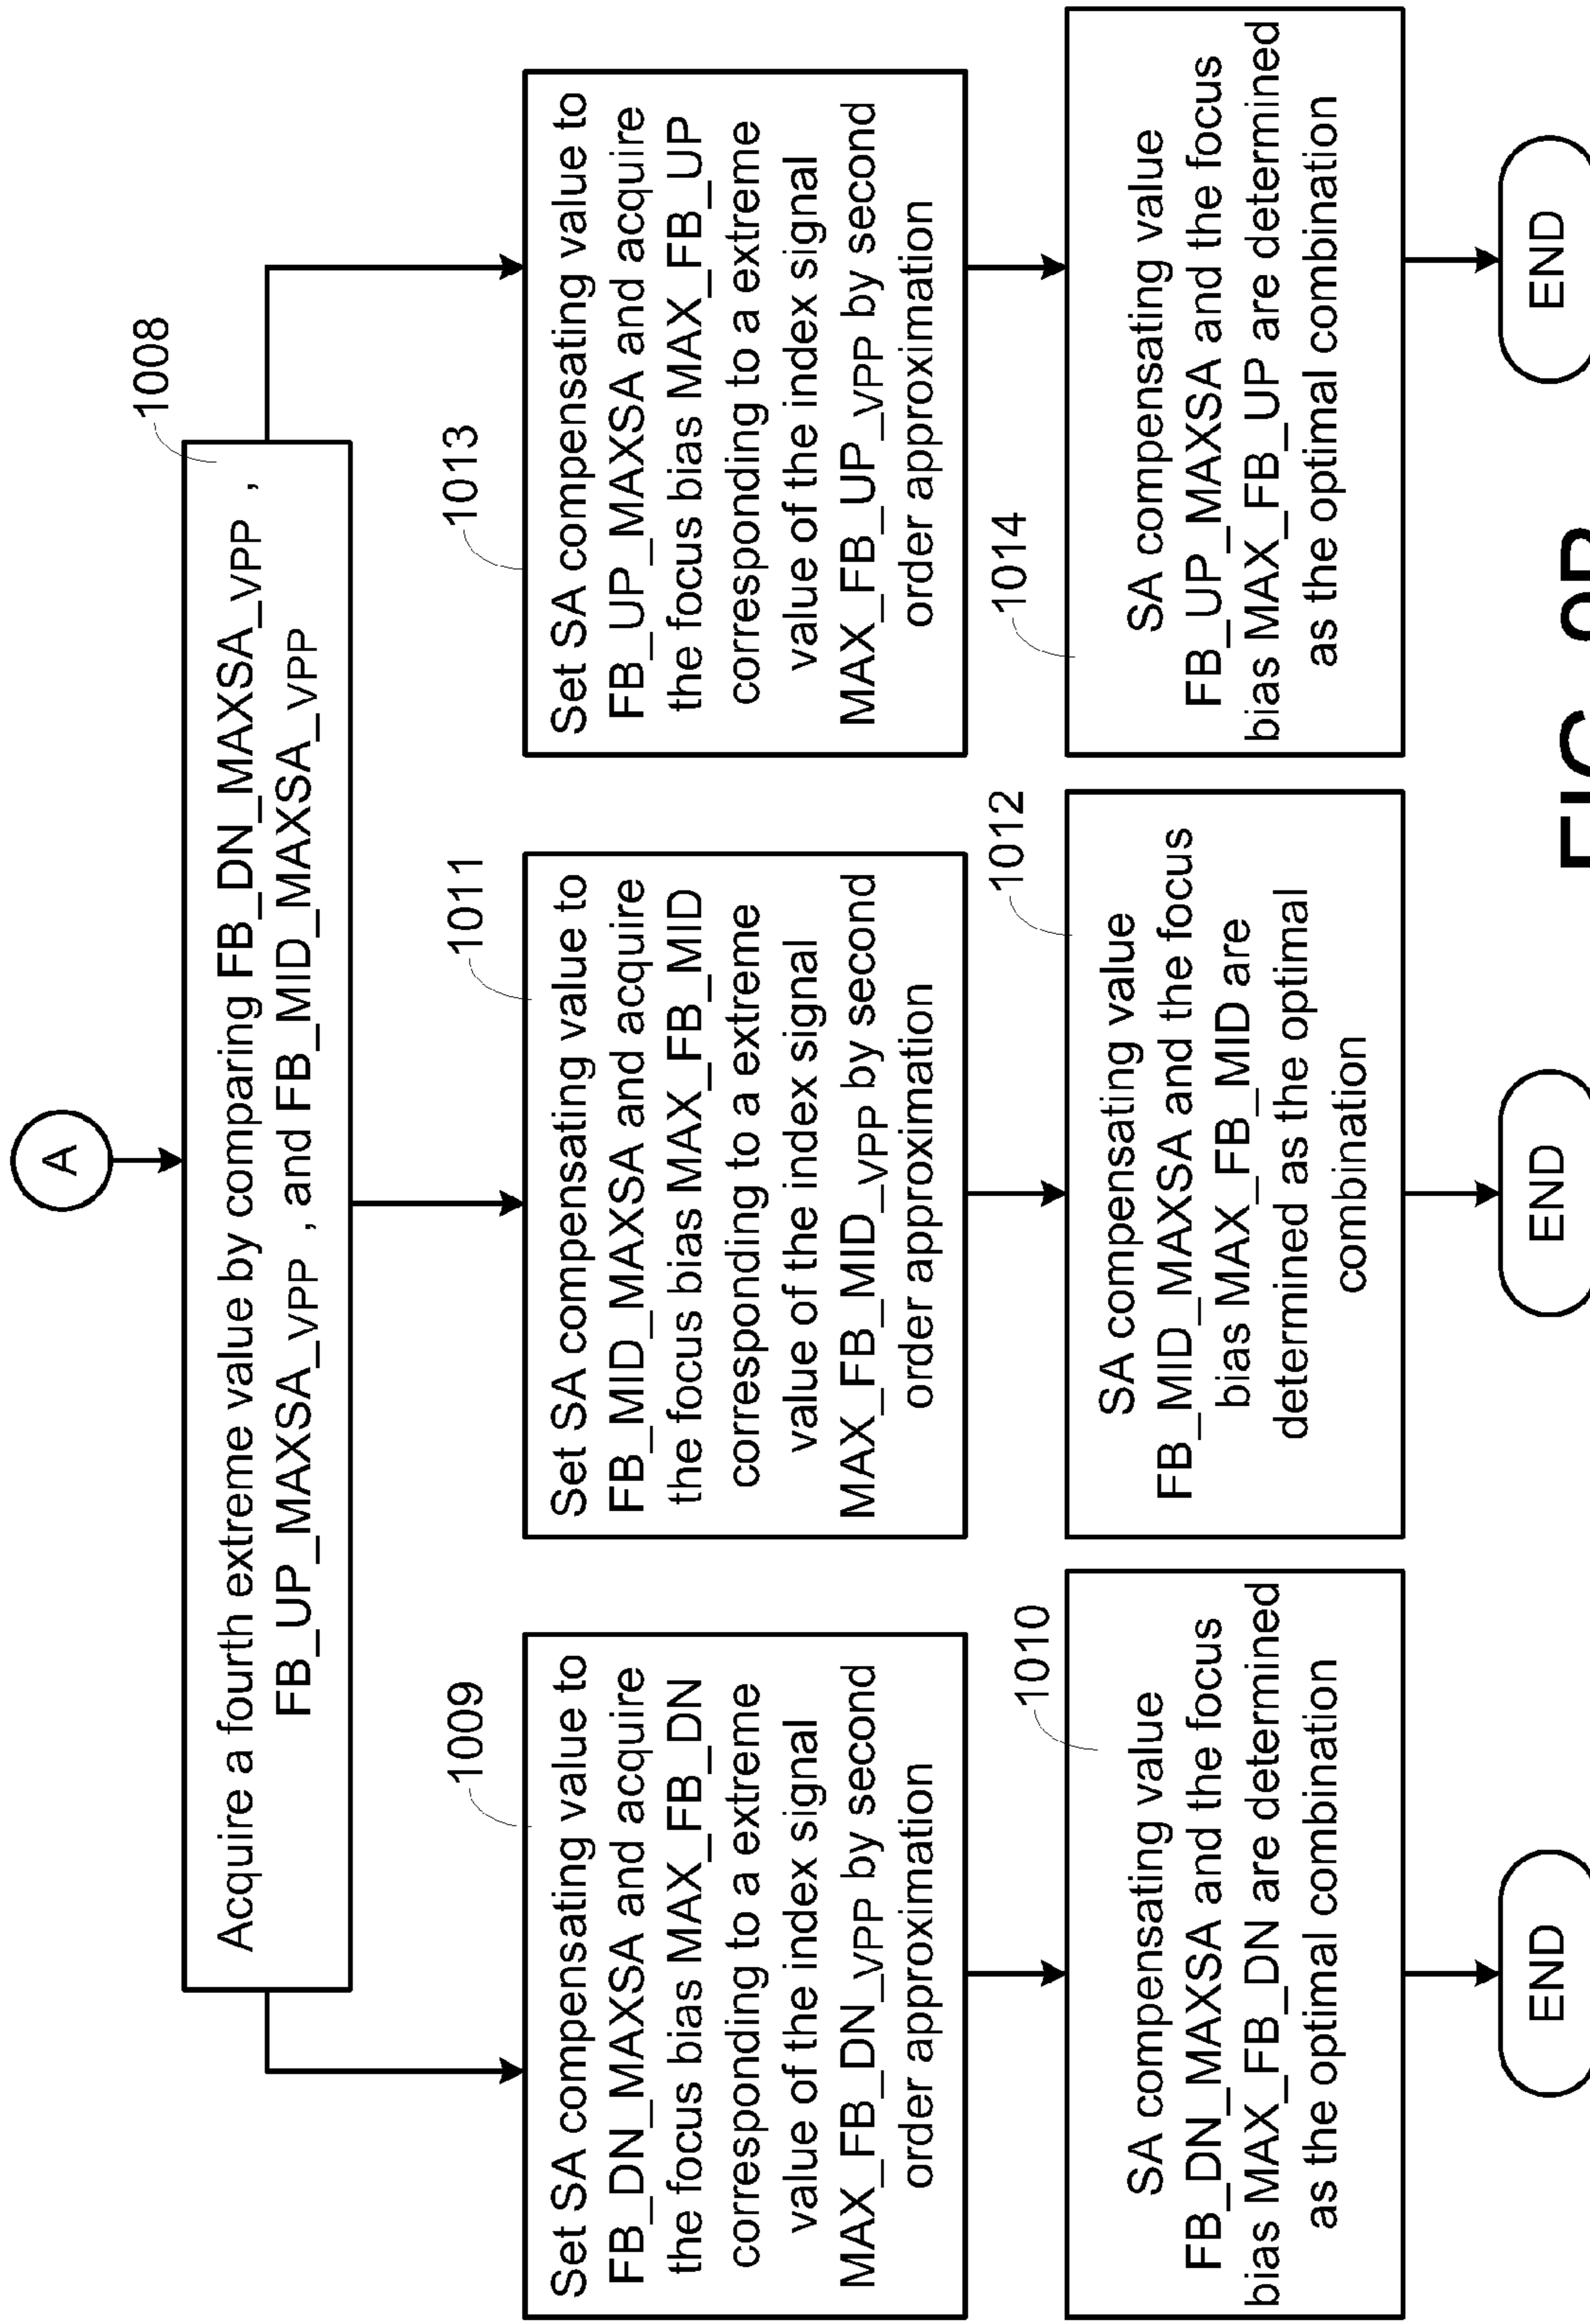 A
1008
Acquire a fourth extreme value by comparing FB_DN_MAXSA_VPP ,
FB_UP_MAXSA_VPP , and FB_MID_MAXSA_VPP
1009
Set SA compensating value to
FB_DN_MAXSA and acquire
the focus bias MAX_FB_DN
corresponding to a extreme
value of the index signal
MAX_FB_DN_VPP by second
order approximation
1011
Set SA compensating value to
FB_MID_MAXSA and acquire
the focus bias MAX_FB_MID
corresponding to a extreme
value of the index signal
MAX_FB_MID_VPP by second
order approximation
1013
Set SA compensating value to
FB_UP_MAXSA and acquire
the focus bias MAX_FB_UP
corresponding to a extreme
value of the index signal
MAX_FB_UP_VPP by second
order approximation
1010
SA compensating value
FB_DN_MAXSA and the focus
bias MAX_FB_DN are determined
as the optimal combination
1012
SA compensating value
FB_MID_MAXSA and the focus
bias MAX_FB_MID are
determined as the optimal
combination
1014
SA compensating value
FB_UP_MAXSA and the focus
bias MAX_FB_UP are determined
as the optimal combination
END
END
END